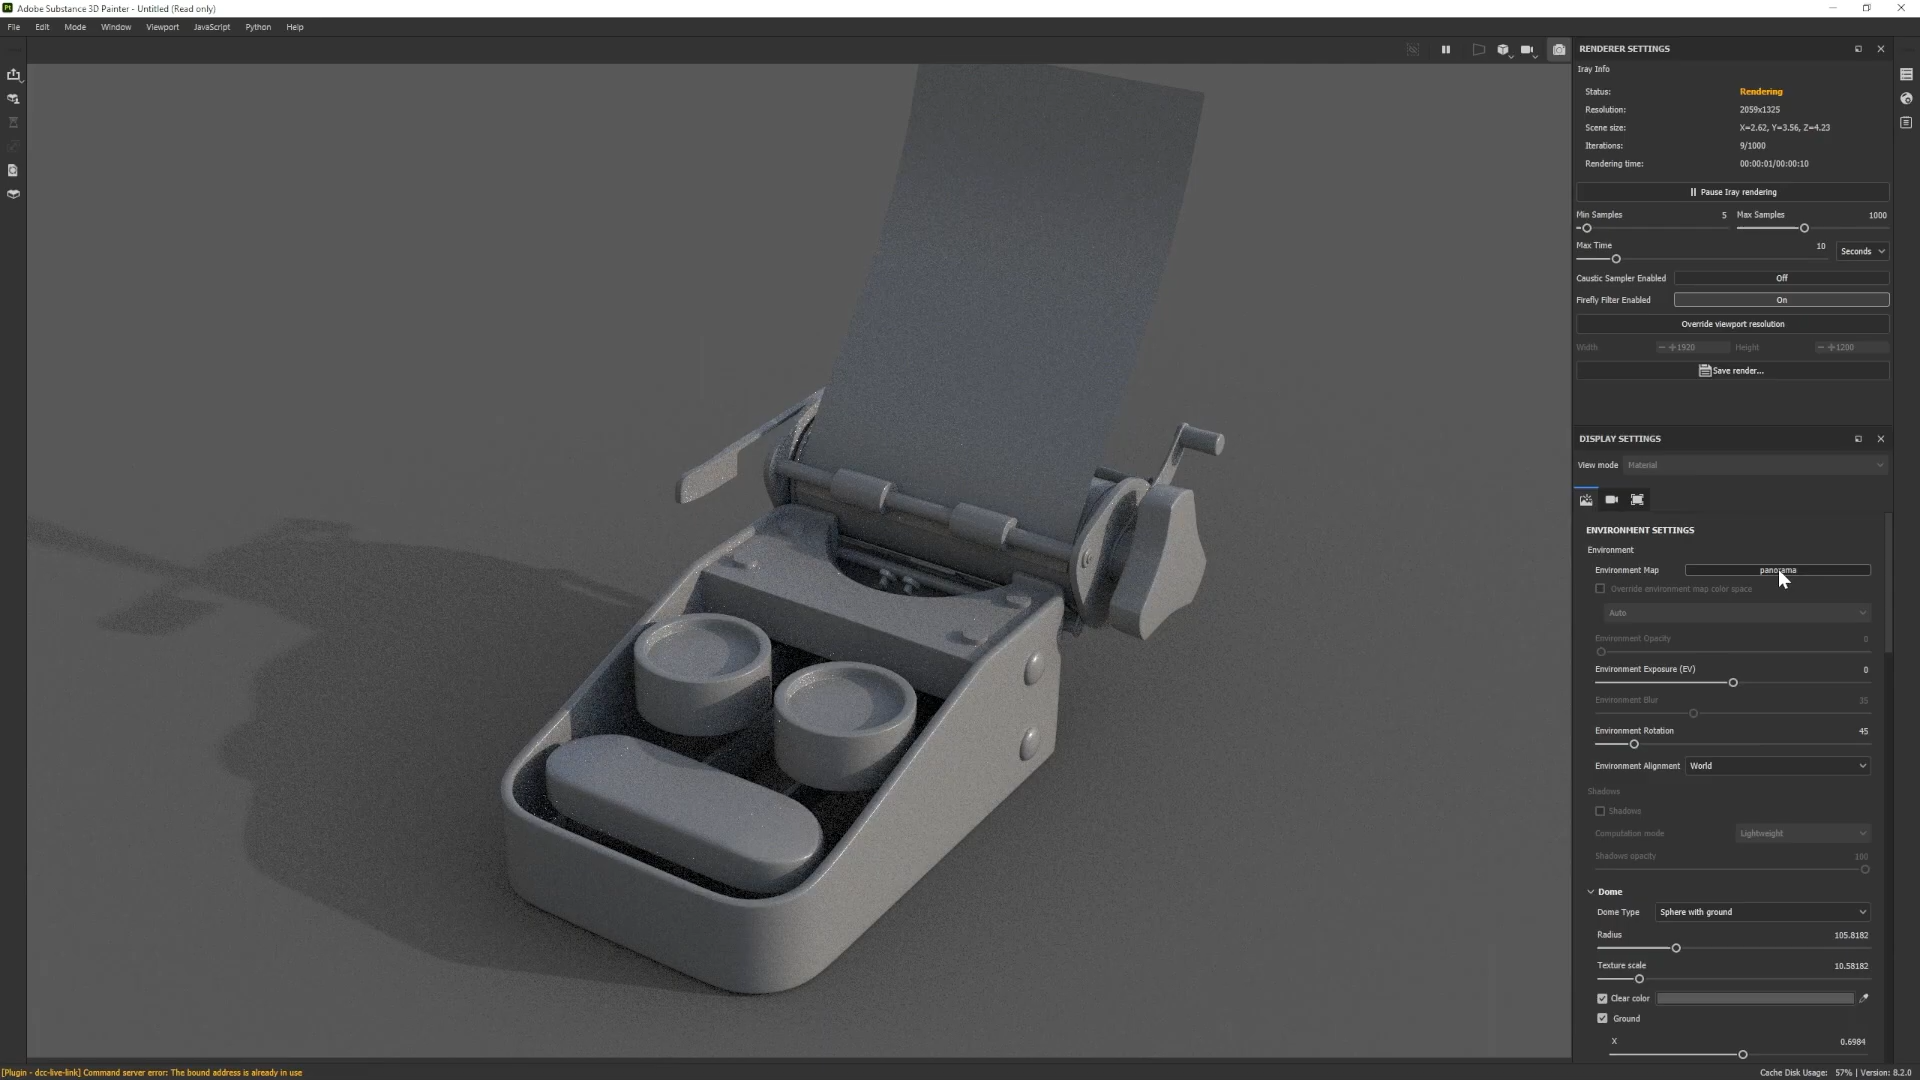 Adobe Substance 3D Painter - Untitled (Read only)
File Edit Mode Window Viewport JavaScript Python Help
RENDERER SETTINGS
Iray Info
Status: Rendering
Resolution: 2059x1325
Scene size: X=2.62, Y=3.56, Z=4.23
Iterations: 9/1000
Rendering time: 00:00:01/00:00:10
Pause Iray rendering
Min Samples 5 Max Samples 1000
Max Time 10 Seconds
Caustic Sampler Enabled Off
Firefly Filter Enabled On
Override viewport resolution
Width 1920 Height 1200
Save render...
DISPLAY SETTINGS
View mode Material
ENVIRONMENT SETTINGS
Environment
Environment Map panorama
Override environment map color space
Auto
Environment Opacity 0
Environment Exposure (EV) 0
Environment Blur 35
Environment Rotation 45
Environment Alignment World
Shadows
Shadows
Computation mode Lightweight
Shadows opacity 100
Dome
Dome Type Sphere with ground
Radius 105.8182
Texture scale 10.58182
Clear color
Ground
X 0.6984
[Plugin - dcc-live-link] Command server error: The bound address is already in use
Cache Disk Usage: 57% | Version: 8.2.0